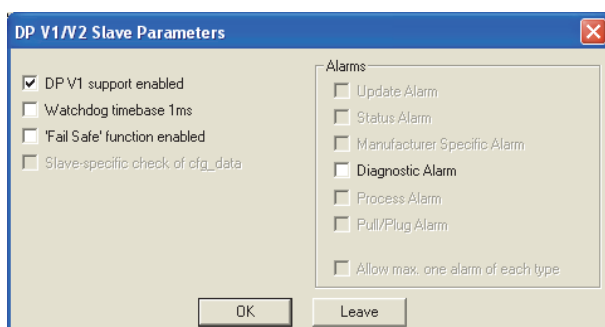 DP V1/V2 Slave Parameters
DP V1 support enabled
Watchdog timebase 1ms
'Fail Safe' function enabled
Slave-specific check of cfg_data
Alarms
Update Alarm
Status Alarm
Manufacturer Specific Alarm
Diagnostic Alarm
Process Alarm
Pull/Plug Alarm
Allow max. one alarm of each type
OK
Leave